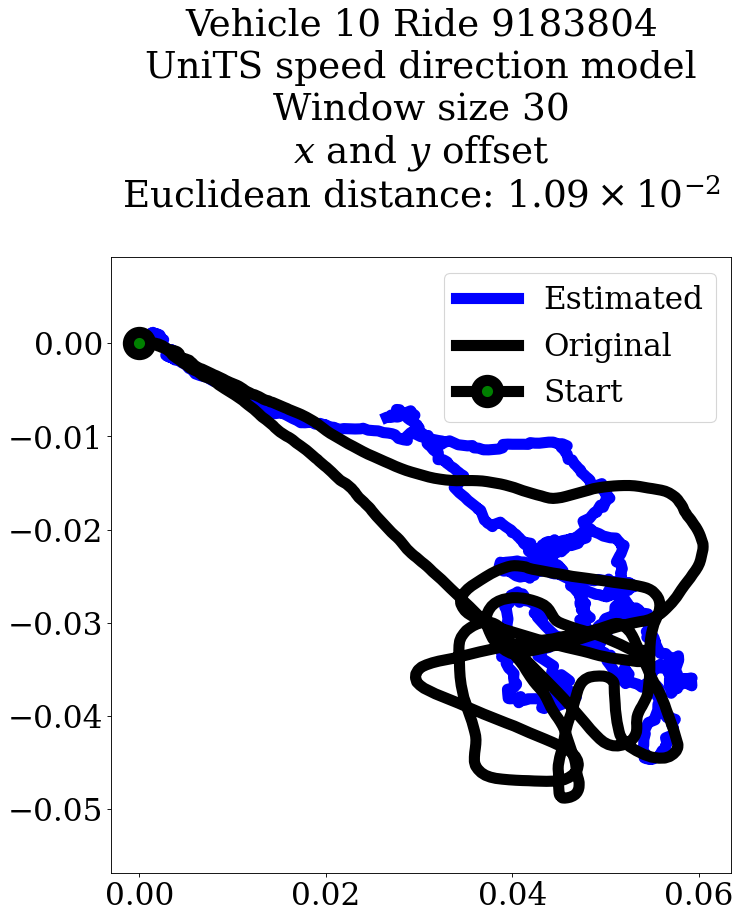 Vehicle 10 Ride 9183804
UniTS speed direction model
Window size 30
x and y offset
Euclidean distance: 1.09 × 10⁻²
Estimated
Original
Start
0.00
−0.01
−0.02
−0.03
−0.04
−0.05
0.00 0.02 0.04 0.06